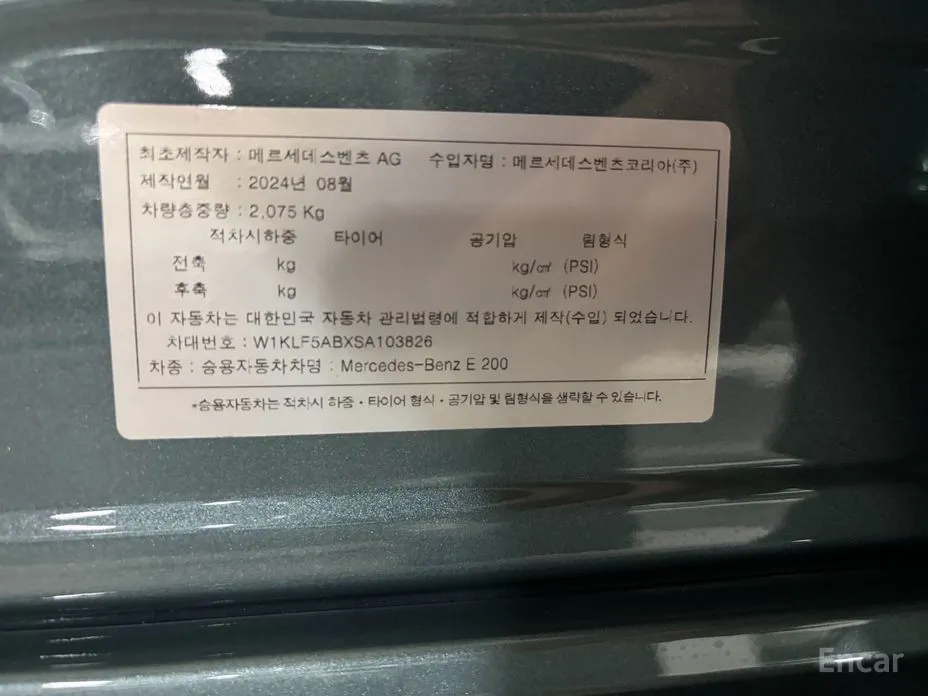 최초제작자 : 메르세데스벤츠 AG 수입자명 : 메르세데스벤츠코리아(주)
제작연월 : 2024년 08월
차량총중량 : 2,075 Kg
적차시하중 타이어 공기압 림형식
전축 kg kg/㎠ (PSI)
후축 kg kg/㎠ (PSI)
이 자동차는 대한민국 자동차 관리법령에 적합하게 제작(수입) 되었습니다.
차대번호 : W1KLF5ABXSA103826
차종 : 승용자동차차명 : Mercedes-Benz E 200
*승용자동차는 적차시 하중・타이어 형식・공기압 및 림형식을 생략할 수 있습니다.
Encar